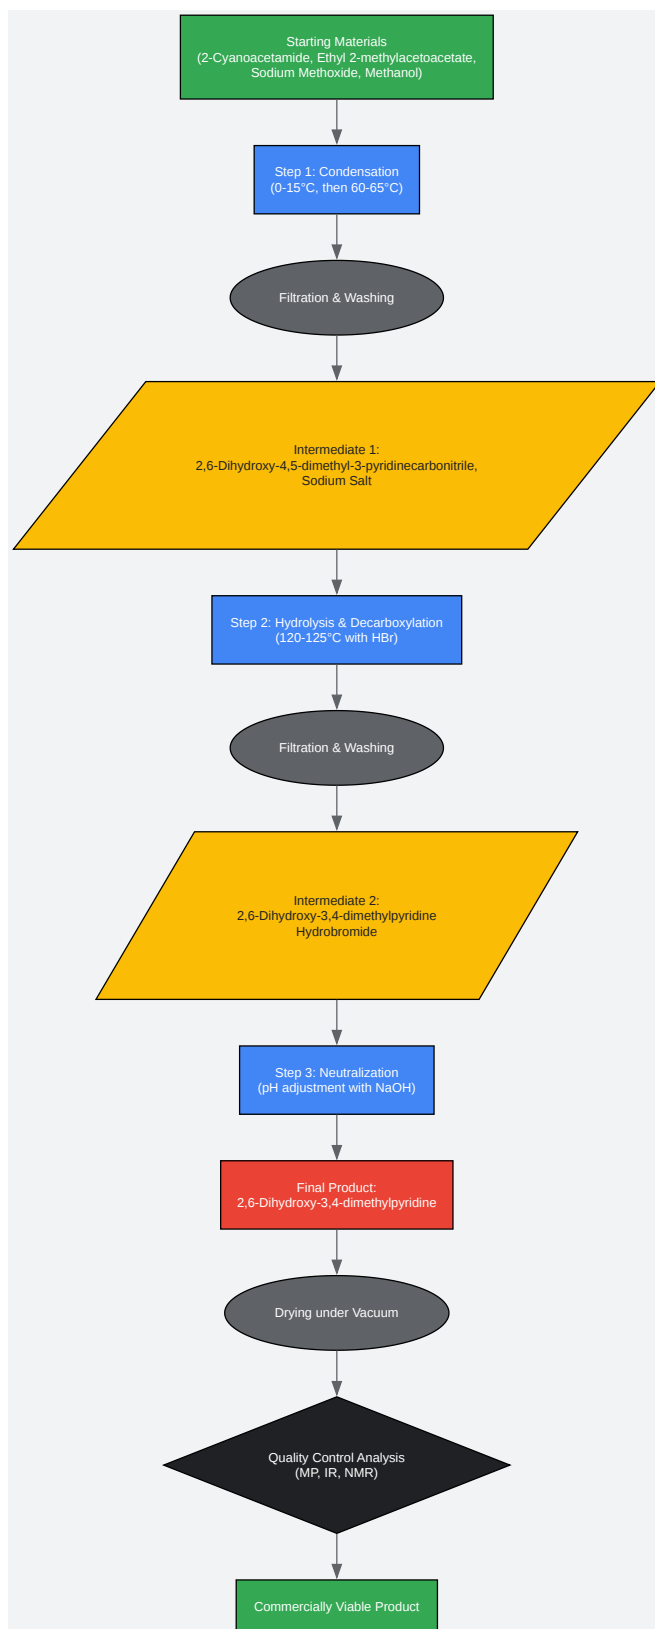 Starting Materials
(2-Cyanoacetamide, Ethyl 2-methylacetoacetate,
Sodium Methoxide, Methanol)
Step 1: Condensation
(0-15°C, then 60-65°C)
Filtration & Washing
Intermediate 1:
2,6-Dihydroxy-4,5-dimethyl-3-pyridinecarbonitrile,
Sodium Salt
Step 2: Hydrolysis & Decarboxylation
(120-125°C with HBr)
Filtration & Washing
Intermediate 2:
2,6-Dihydroxy-3,4-dimethylpyridine
Hydrobromide
Step 3: Neutralization
(pH adjustment with NaOH)
Final Product:
2,6-Dihydroxy-3,4-dimethylpyridine
Drying under Vacuum
Quality Control Analysis
(MP, IR, NMR)
Commercially Viable Product